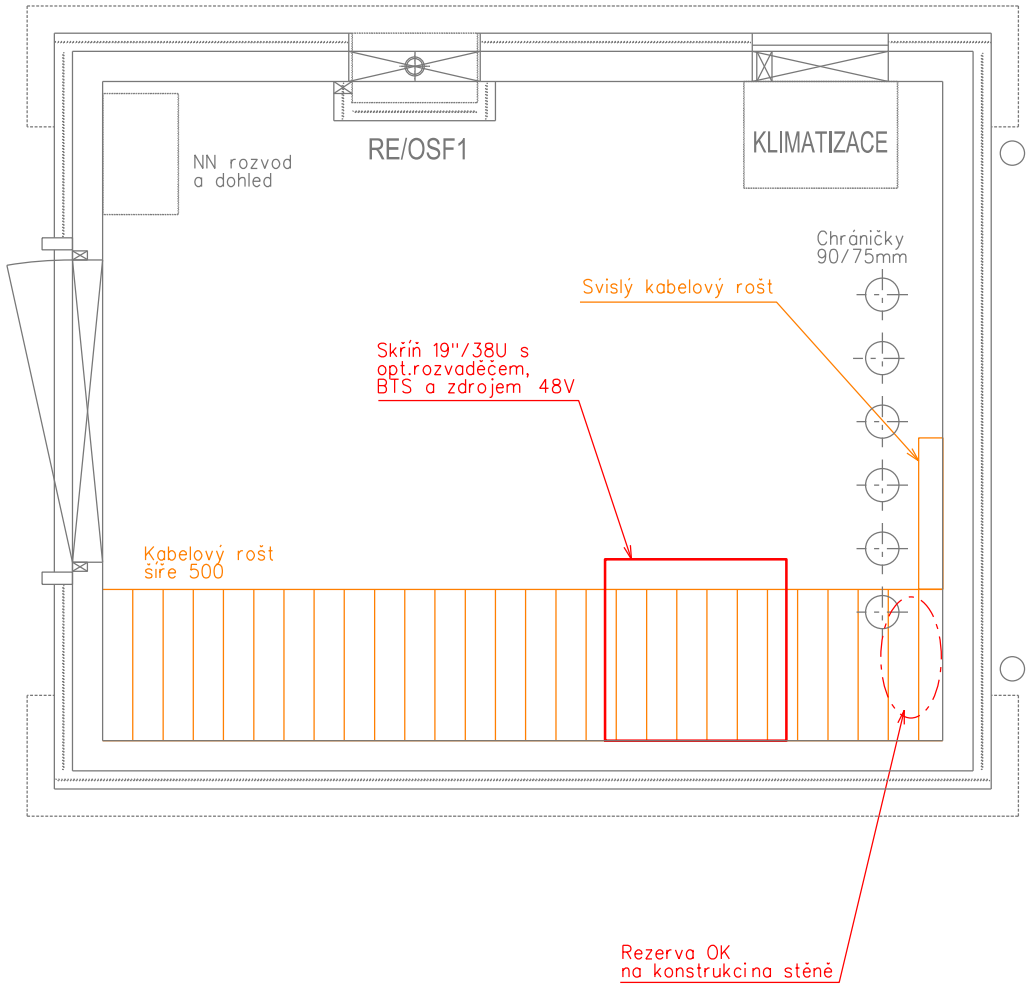 RE/OSF1
KLIMATIZACE
NN rozvod
a dohled
Chráničky
90/75mm
Svislý kabelový rošt
Skříň 19"/38U s
opt.rozvaděčem,
BTS a zdrojem 48V
Kabelový rošt
šíře 500
Rezerva OK
na konstrukcina stěně